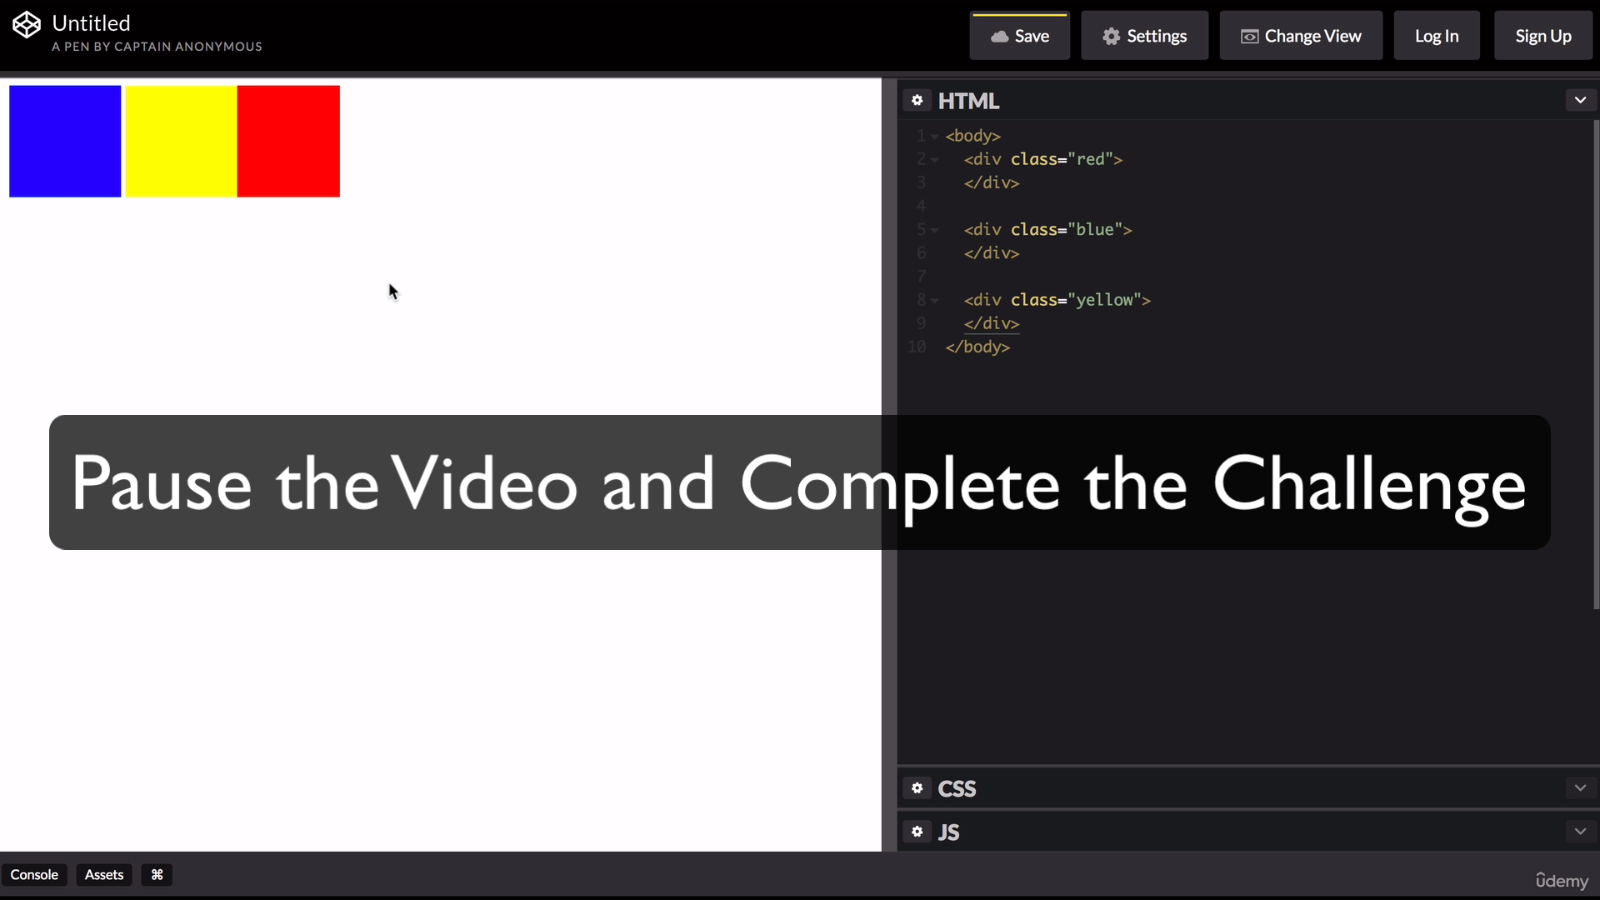 Untitled
A PEN BY CAPTAIN ANONYMOUS
Save
Settings
Change View
Log In
Sign Up
HTML
1 <body>
2 <div class="red">
3 </div>
4
5 <div class="blue">
6 </div>
7
8 <div class="yellow">
9 </div>
10 </body>
Pause the Video and Complete the Challenge
CSS
JS
Console
Assets
⌘
ûdemy